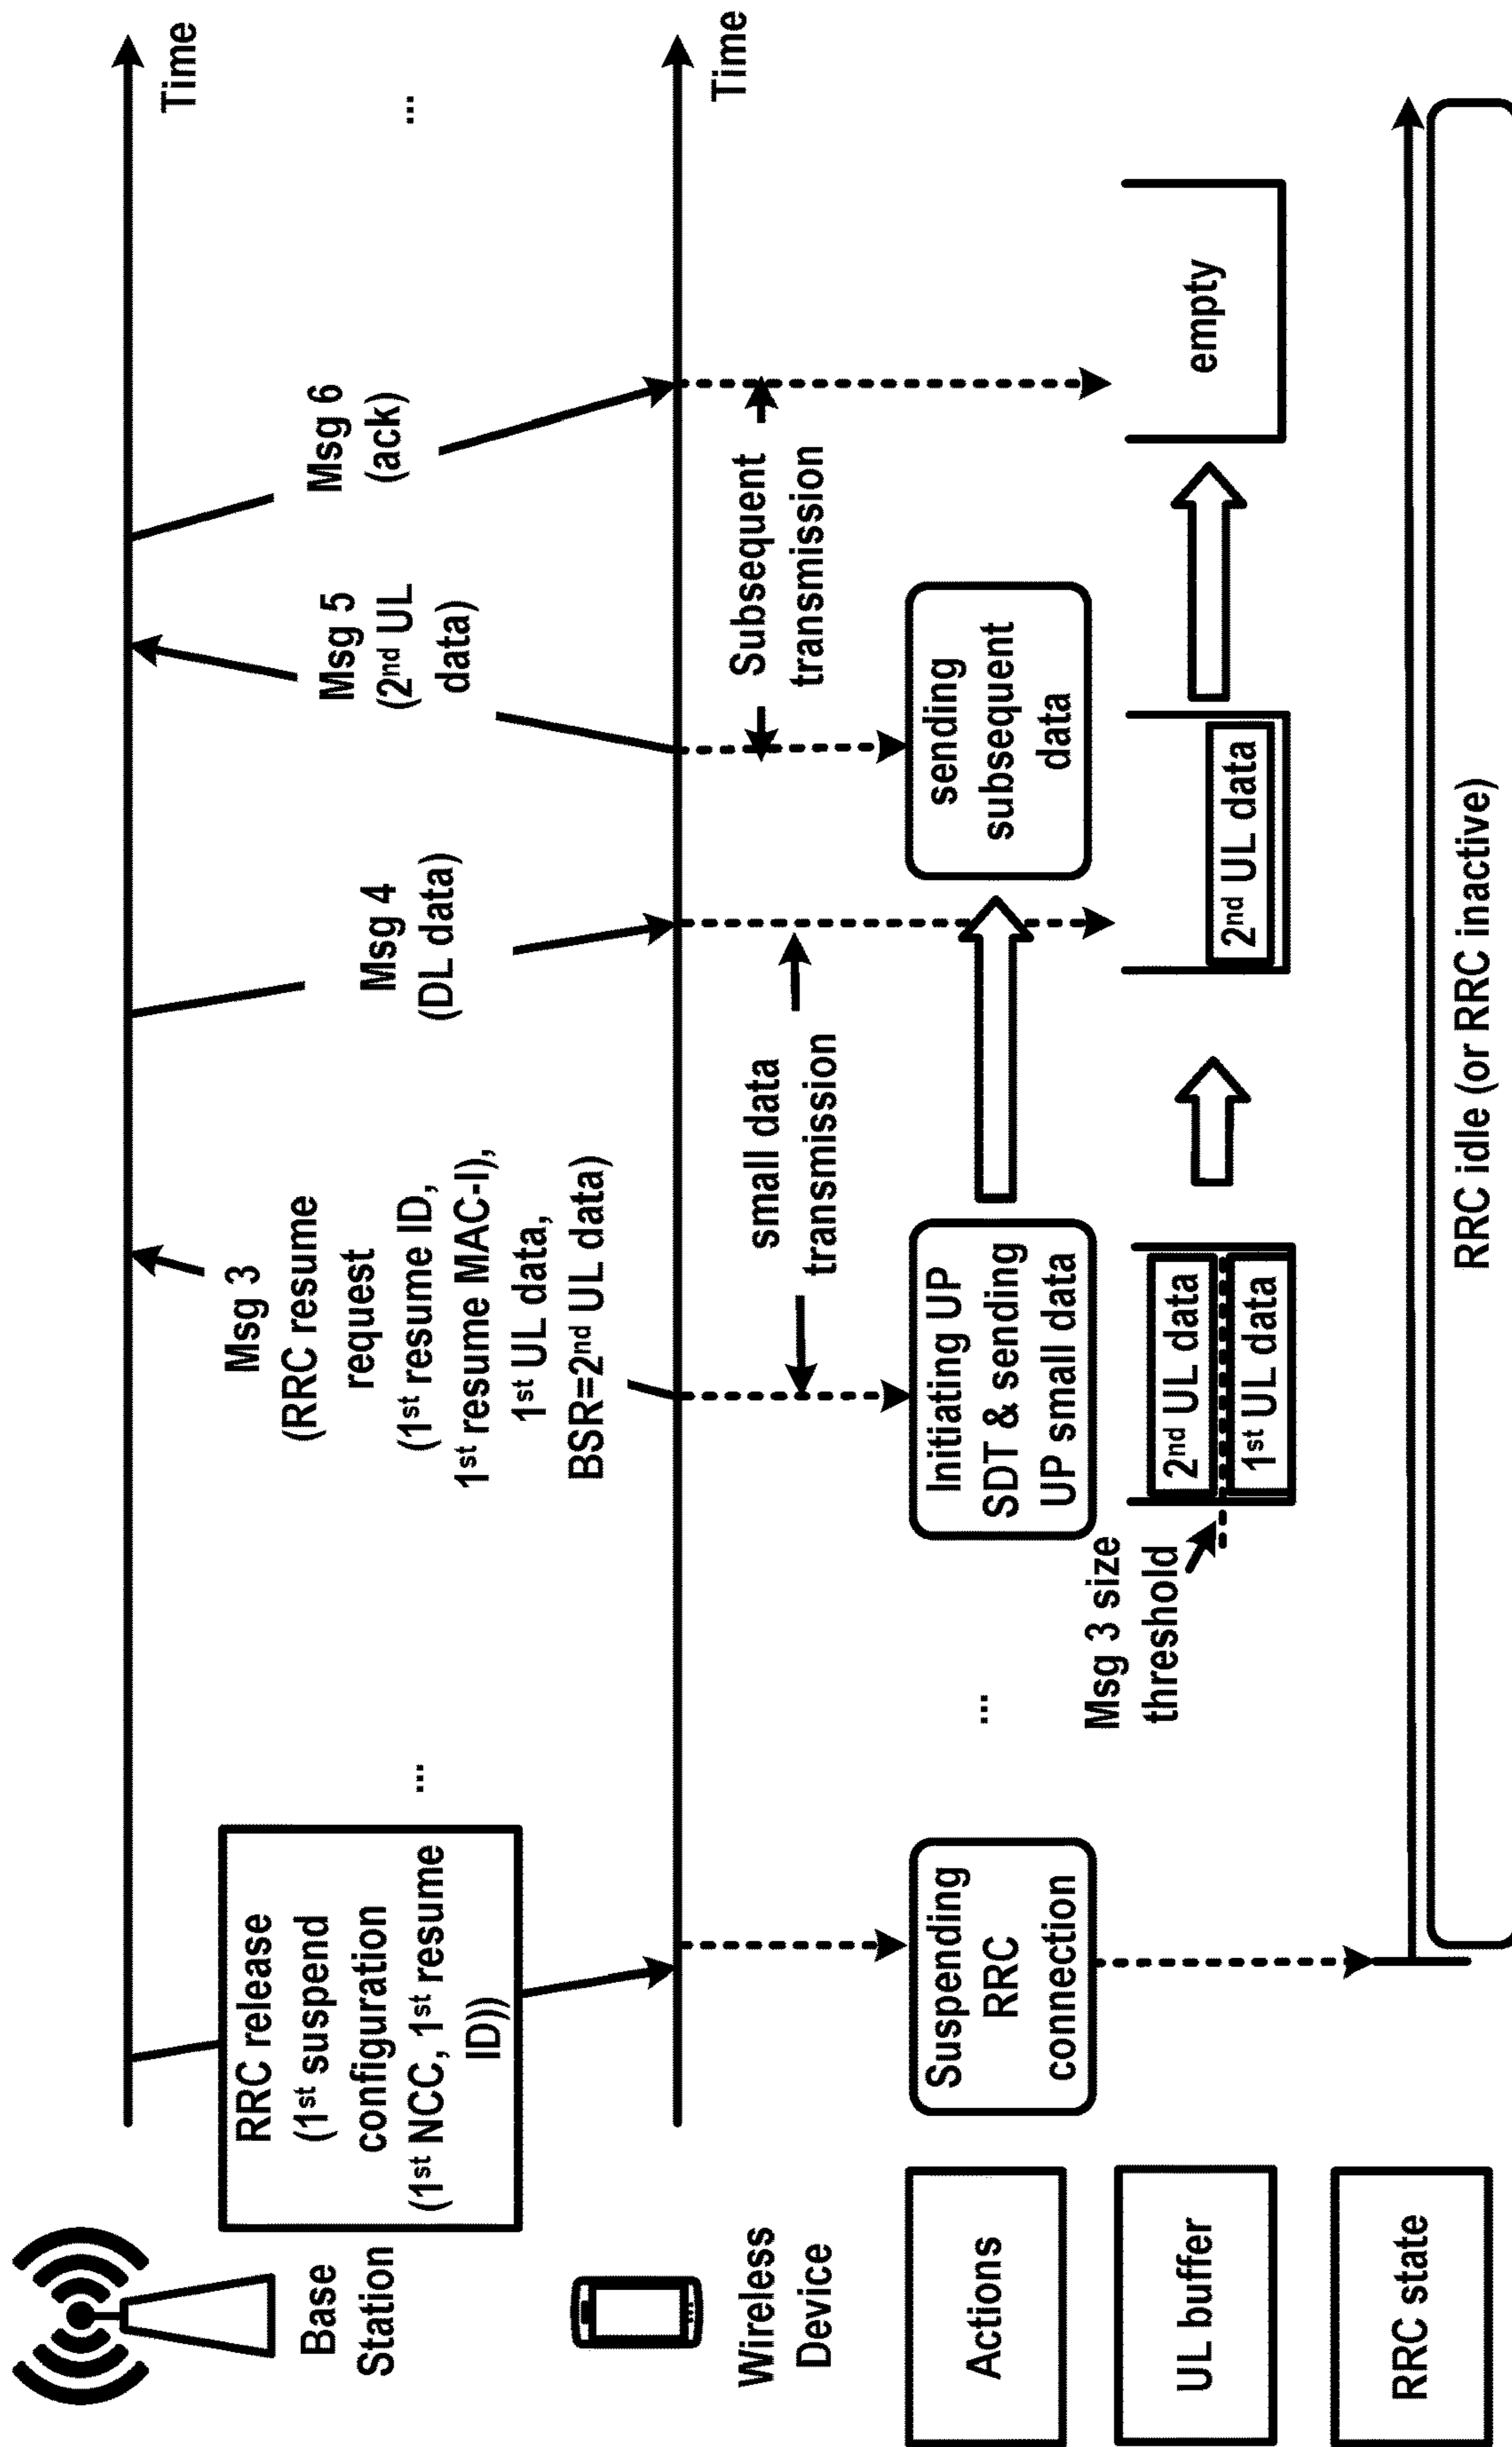 Base
Station
Time
RRC release
(1st suspend
configuration
(1st NCC, 1st resume
ID))
...
Msg 3
(RRC resume
request
(1st resume ID,
1st resume MAC-I),
1st UL data,
BSR=2nd UL data)
Msg 4
(DL data)
Msg 5
(2nd UL
data)
Msg 6
(ack)
...
Wireless
Device
Time
small data
transmission
Subsequent
transmission
Actions
Suspending
RRC
connection
...
Initiating UP
SDT & sending
UP small data
sending
subsequent
data
UL buffer
Msg 3 size
threshold
2nd UL data
1st UL data
2nd UL data
empty
RRC state
RRC idle (or RRC inactive)